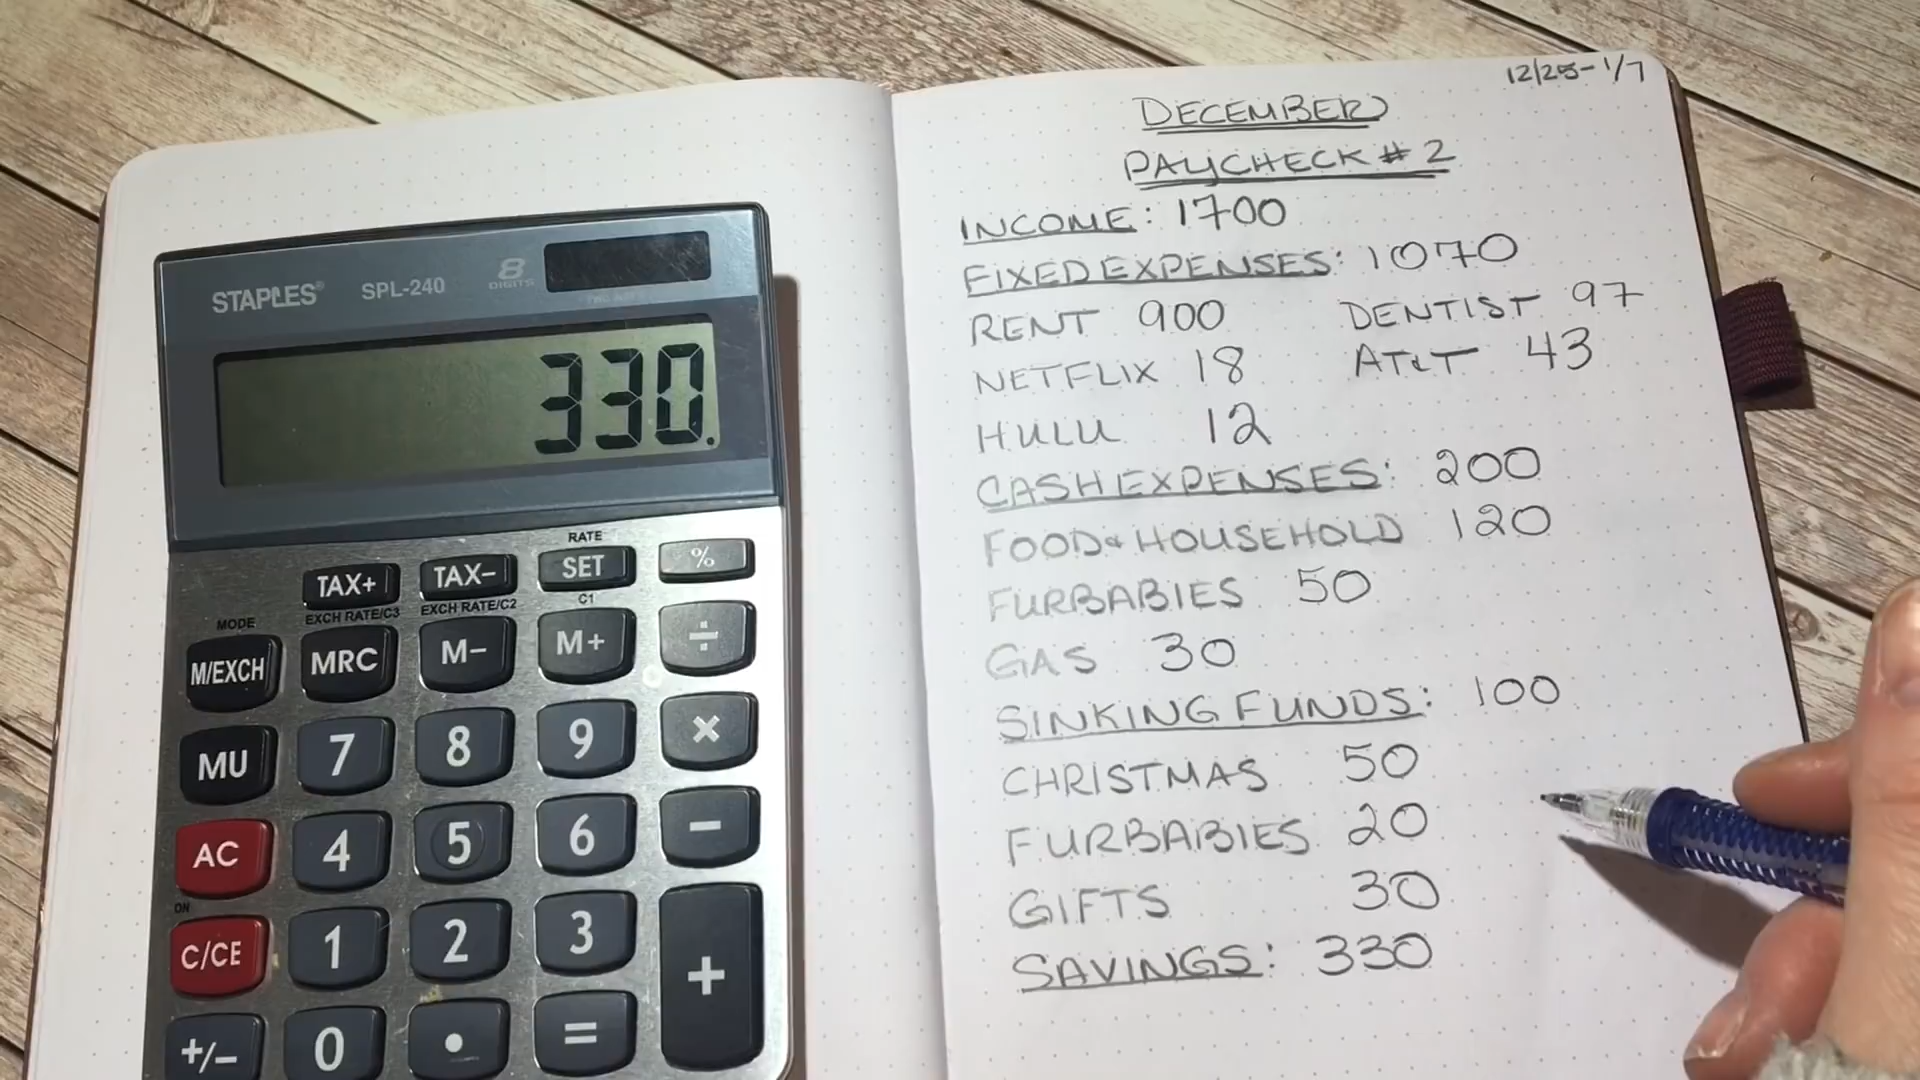 STAPLES® SPL-240 8 DIGITS
330.
RATE
TAX+ TAX− SET %
MODE EXCH RATE/C3 EXCH RATE/C2 C1
M/EXCH MRC M− M+ ÷
MU 7 8 9 ×
AC 4 5 6 −
ON
C/CE 1 2 3 +
+/− 0 . =
12/25-1/7
DECEMBER
PAYCHECK #2
INCOME: 1700
FIXED EXPENSES: 1070
RENT 900 DENTIST 97
NETFLIX 18 AT&T 43
HULU 12
CASH EXPENSES: 200
FOOD & HOUSEHOLD 120
FURBABIES 50
GAS 30
SINKING FUNDS: 100
CHRISTMAS 50
FURBABIES 20
GIFTS 30
SAVINGS: 330